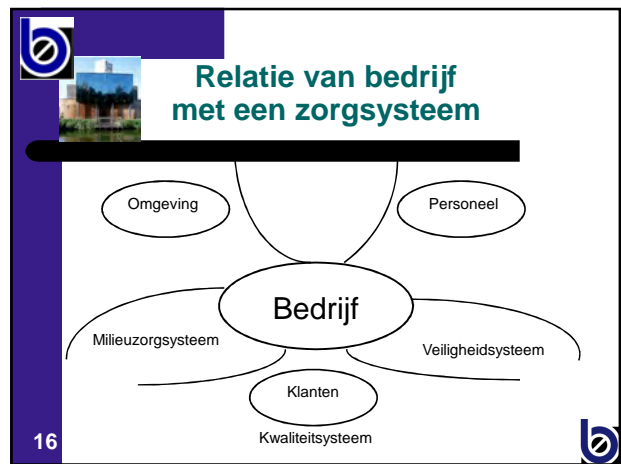 Relatie van bedrijf
met een zorgsysteem
Omgeving
Personeel
Bedrijf
Milieuzorgsysteem
Veiligheidsysteem
Klanten
Kwaliteitsysteem
16